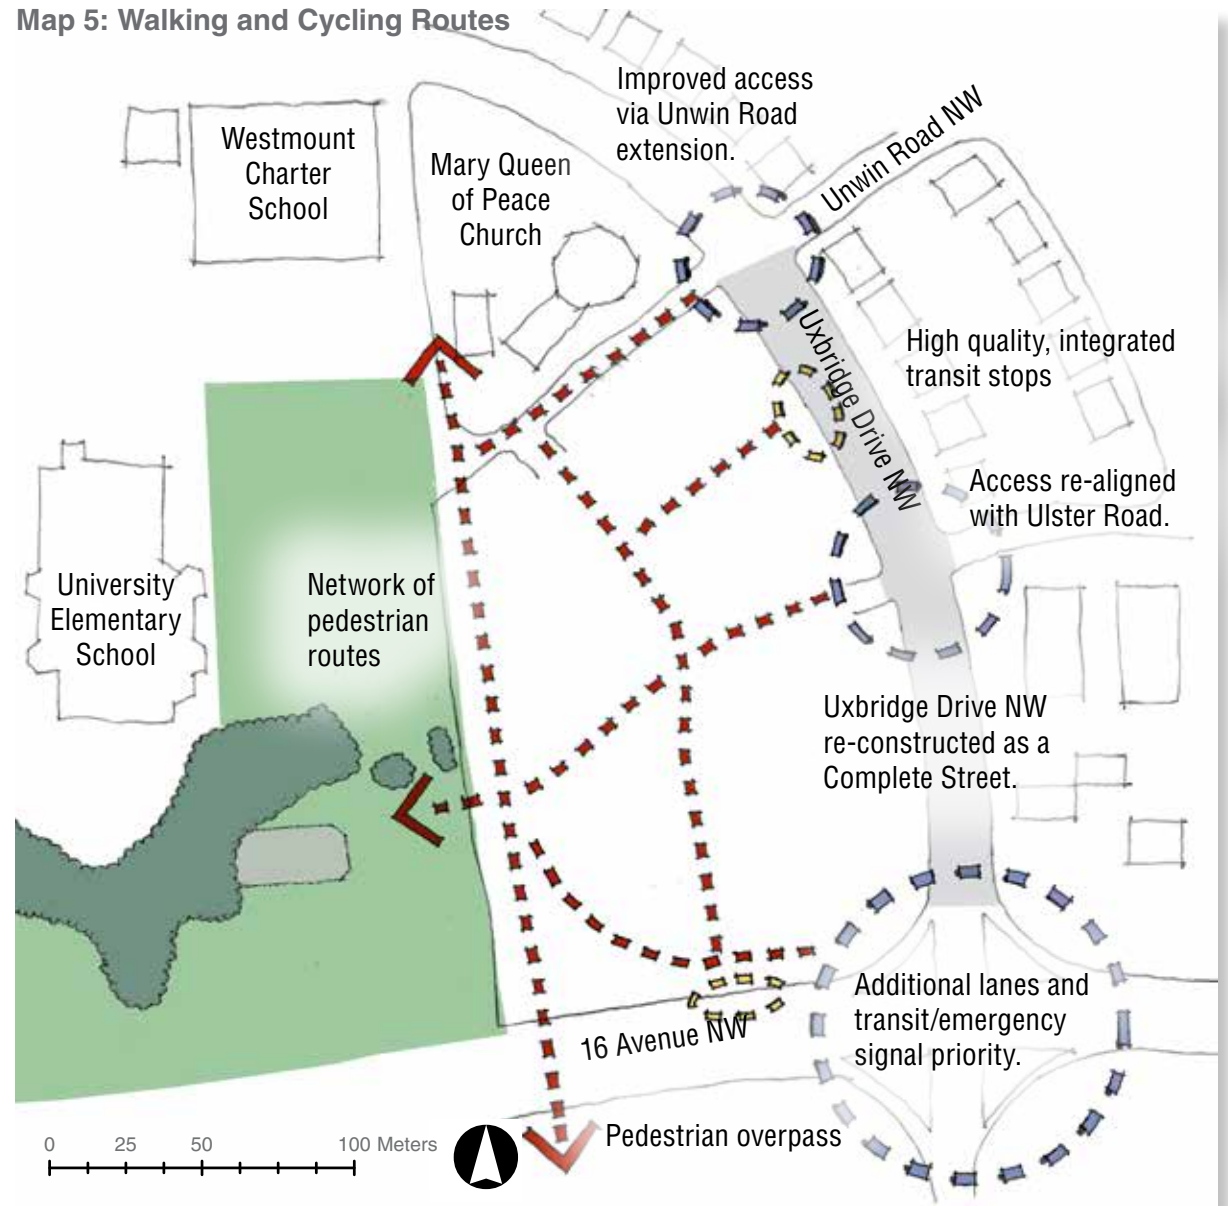 Map 5: Walking and Cycling Routes
Improved access
via Unwin Road
extension.
Unwin Road NW
Westmount
Charter
School
Mary Queen
of Peace
Church
Uxbridge Drive NW
High quality, integrated
transit stops
Access re-aligned
with Ulster Road.
University
Elementary
School
Network of
pedestrian
routes
Uxbridge Drive NW
re-constructed as a
Complete Street.
Additional lanes and
transit/emergency
signal priority.
16 Avenue NW
Pedestrian overpass
0 25 50 100 Meters